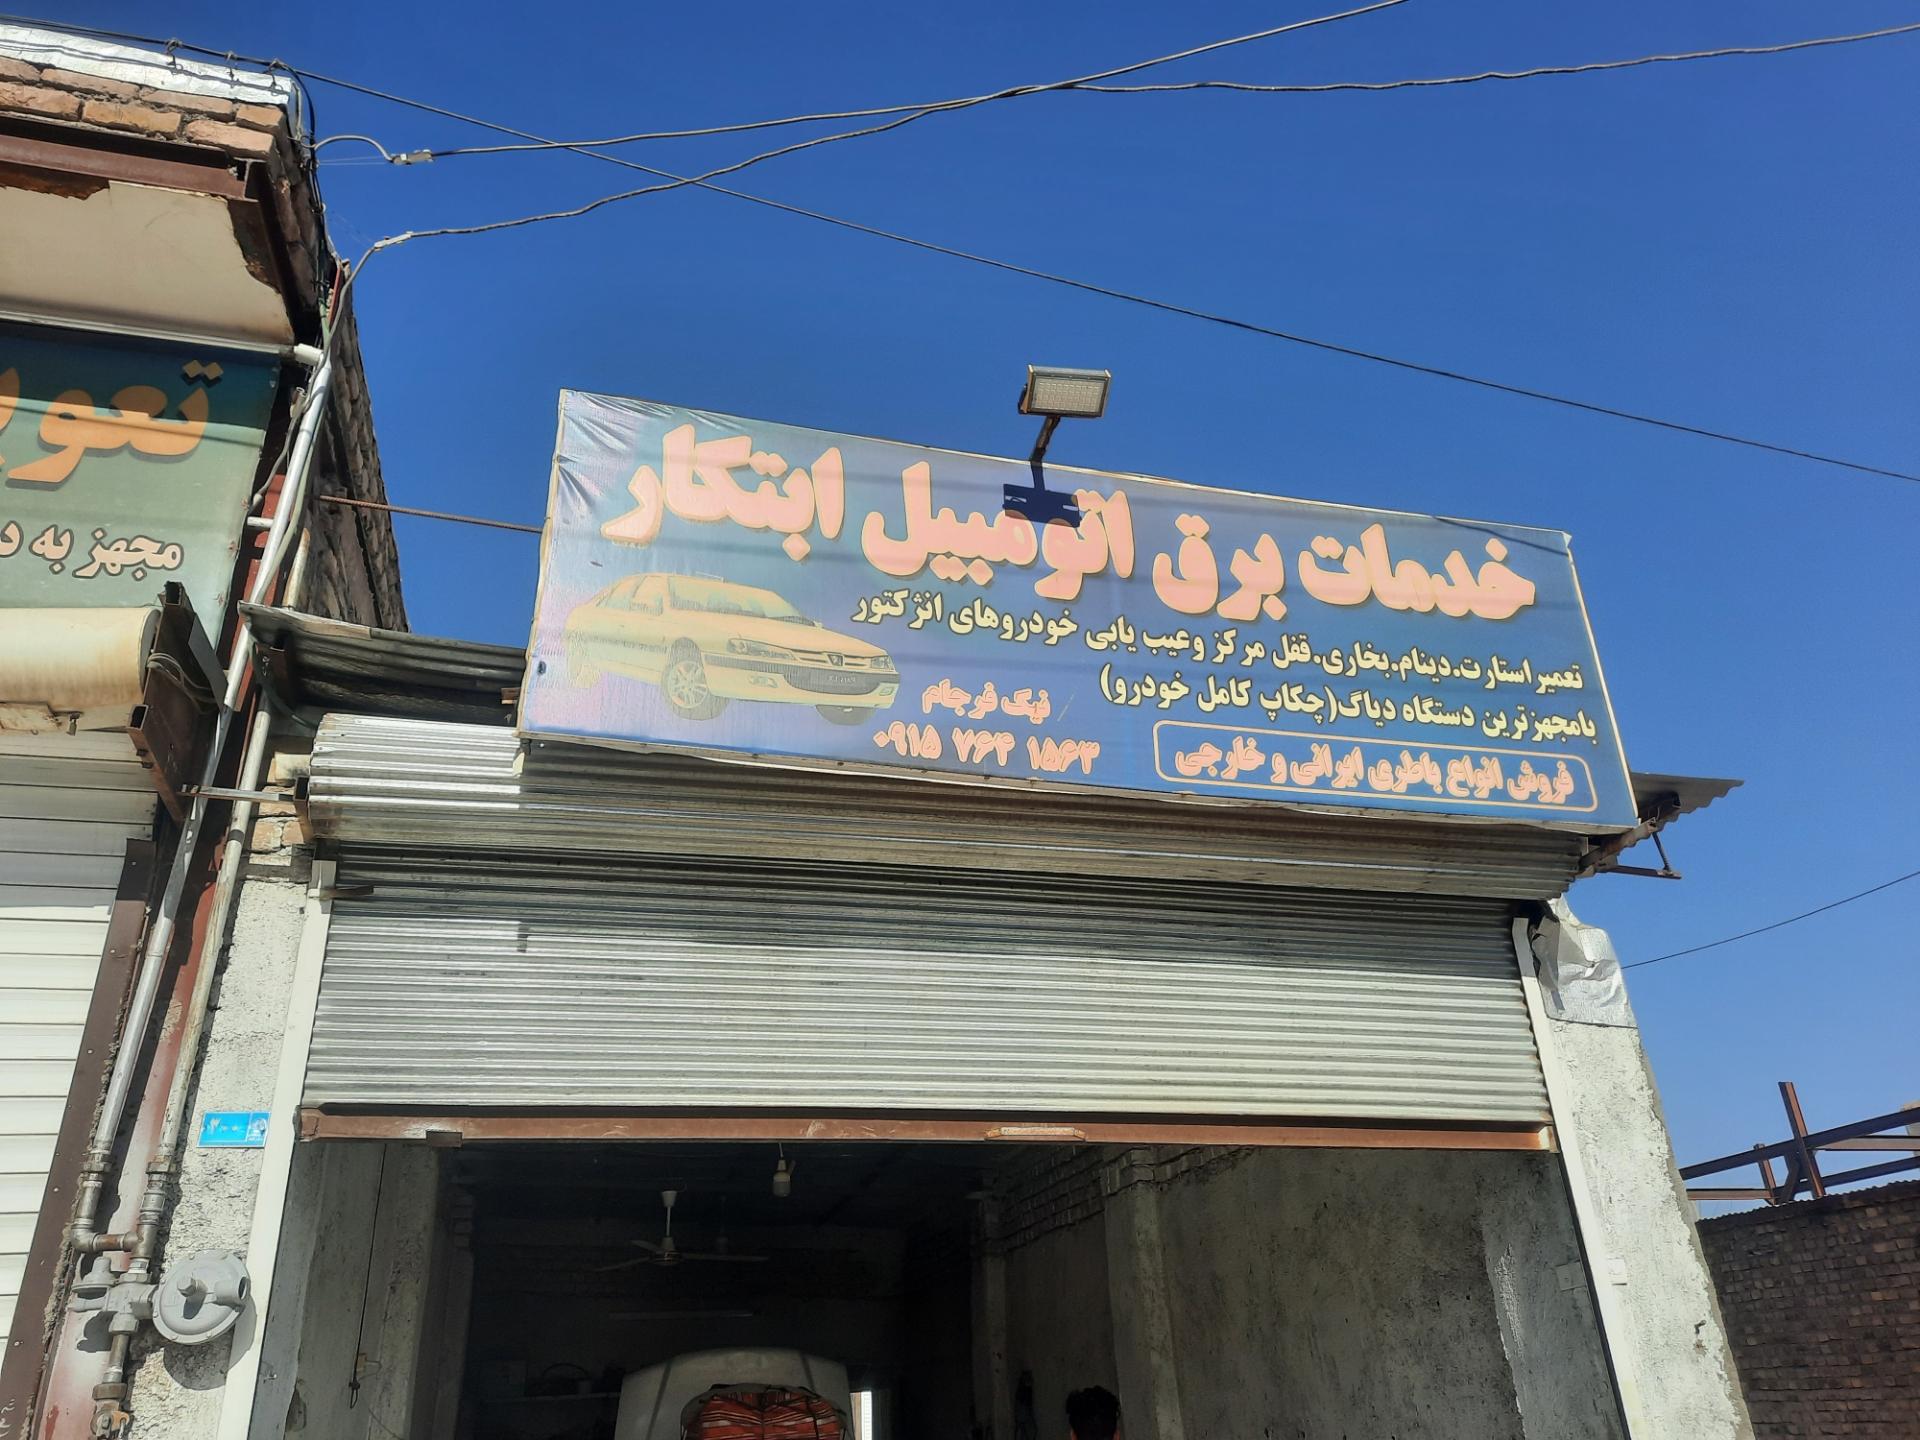 خدمات برق اتومبیل ابتکار
تعمیر استارت.دینام.بخاری.قفل مرکز وعیب یابی خودروهای انژکتور
بامجهزترین دستگاه دیاگ(چکاپ کامل خودرو)
فروش انواع باطری ایرانی و خارجی
نیک فرجام
۰۹۱۵ ۷۶۴ ۱۵۶۳
تعوی
مجهز به د